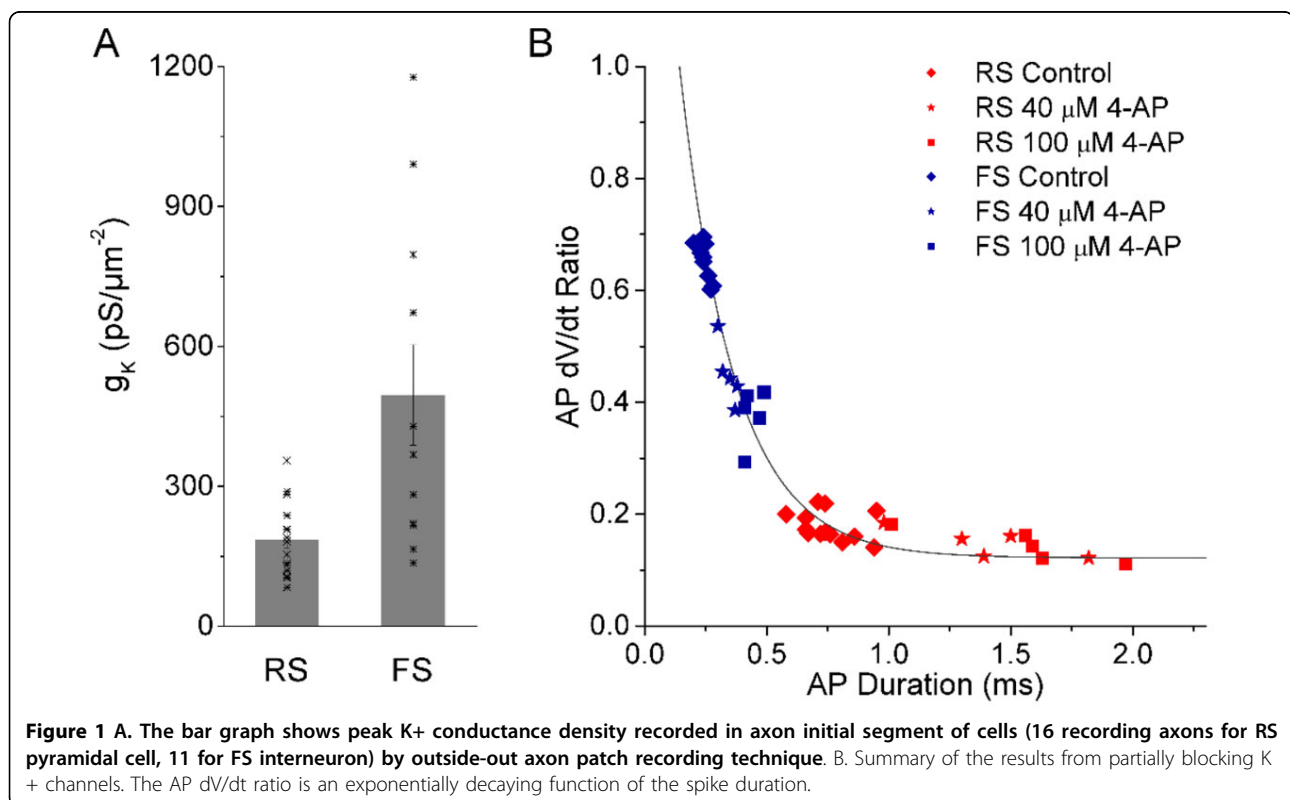 A
1200
900
600
300
0
g_K (pS/μm⁻²)
RS FS
B
1.0
0.8
0.6
0.4
0.2
0.0
AP dV/dt Ratio
RS Control
RS 40 μM 4-AP
RS 100 μM 4-AP
FS Control
FS 40 μM 4-AP
FS 100 μM 4-AP
0.0 0.5 1.0 1.5 2.0
AP Duration (ms)
Figure 1 A. The bar graph shows peak K+ conductance density recorded in axon initial segment of cells (16 recording axons for RS
pyramidal cell, 11 for FS interneuron) by outside-out axon patch recording technique. B. Summary of the results from partially blocking K
+ channels. The AP dV/dt ratio is an exponentially decaying function of the spike duration.